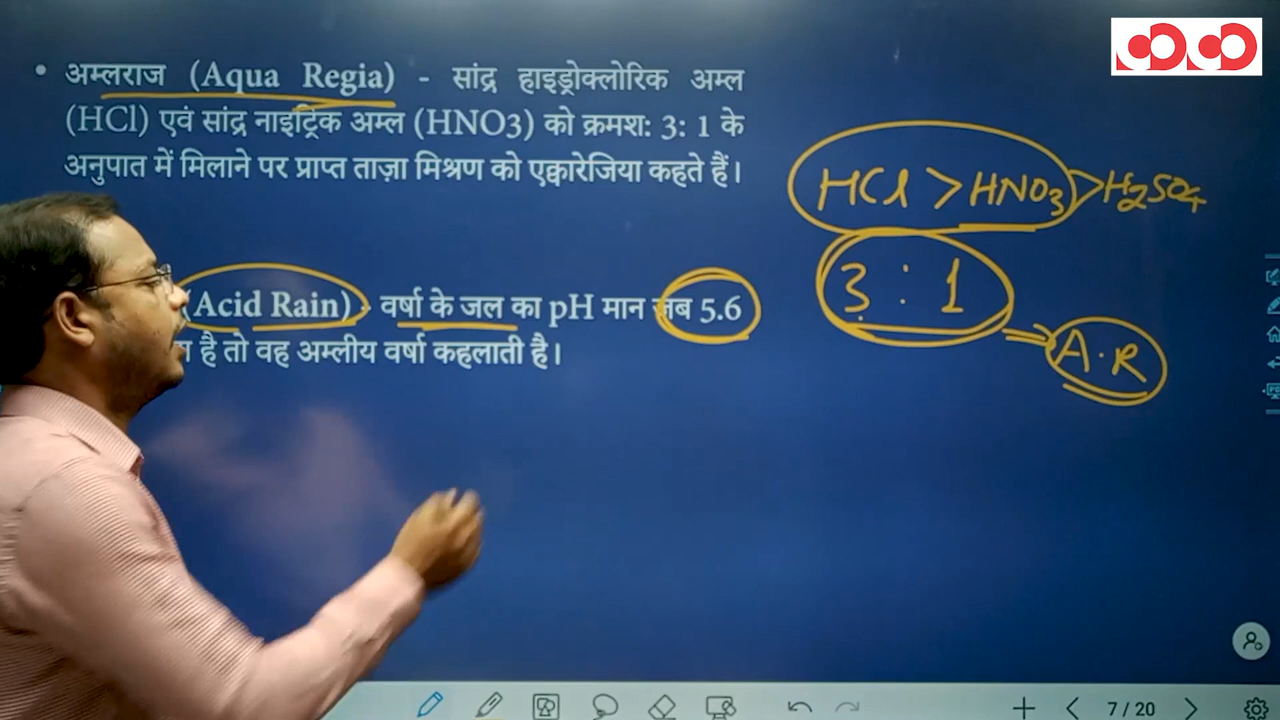 • अम्लराज (Aqua Regia) - सांद्र हाइड्रोक्लोरिक अम्ल
(HCl) एवं सांद्र नाइट्रिक अम्ल (HNO3) को क्रमश: 3: 1 के
अनुपात में मिलाने पर प्राप्त ताज़ा मिश्रण को एक्वारेजिया कहते हैं।
HCl > HNO3 > H2SO4
3 : 1
(Acid Rain) - वर्षा के जल का pH मान जब 5.6
है तो वह अम्लीय वर्षा कहलाती है।
A.R
7 / 20